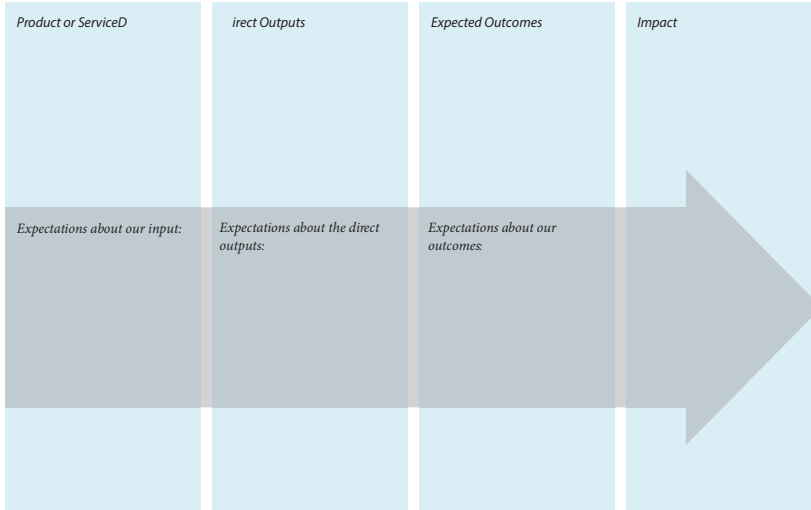 Product or ServiceD
irect Outputs
Expected Outcomes
Impact
Expectations about our input:
Expectations about the direct
outputs:
Expectations about our
outcomes: